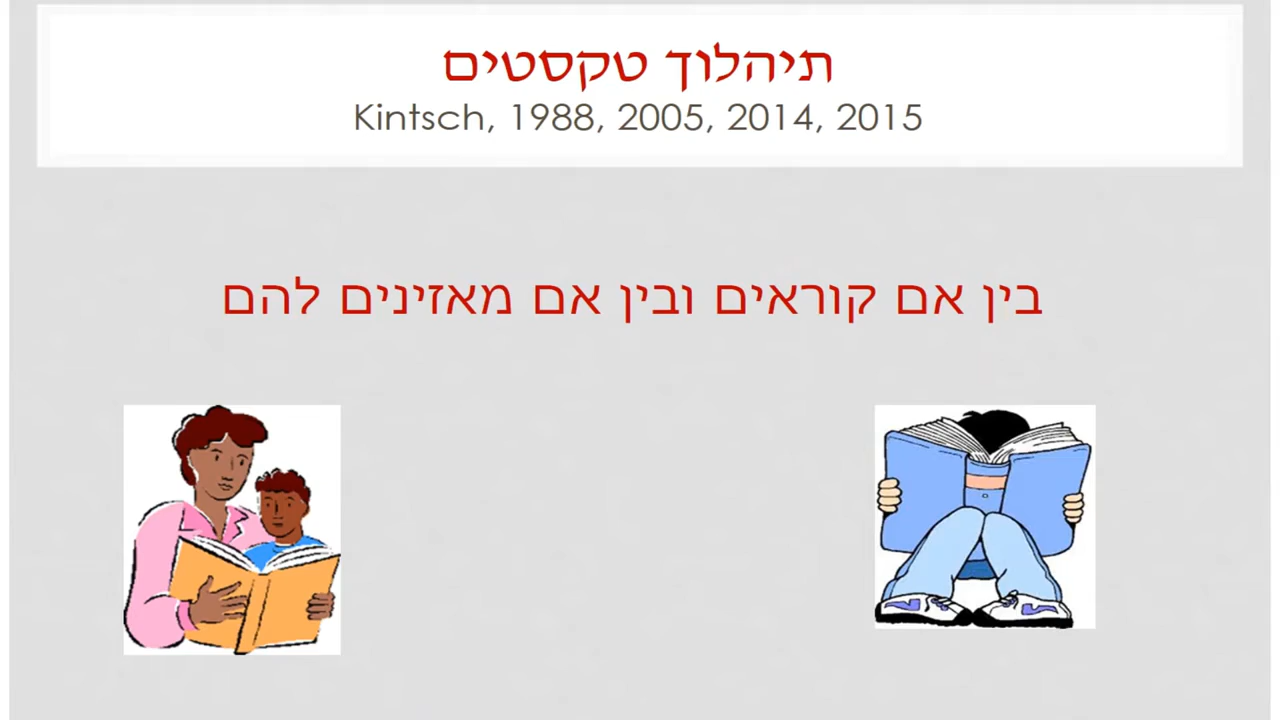 תיהלוך טקסטים
Kintsch, 1988, 2005, 2014, 2015
בין אם קוראים ובין אם מאזינים להם